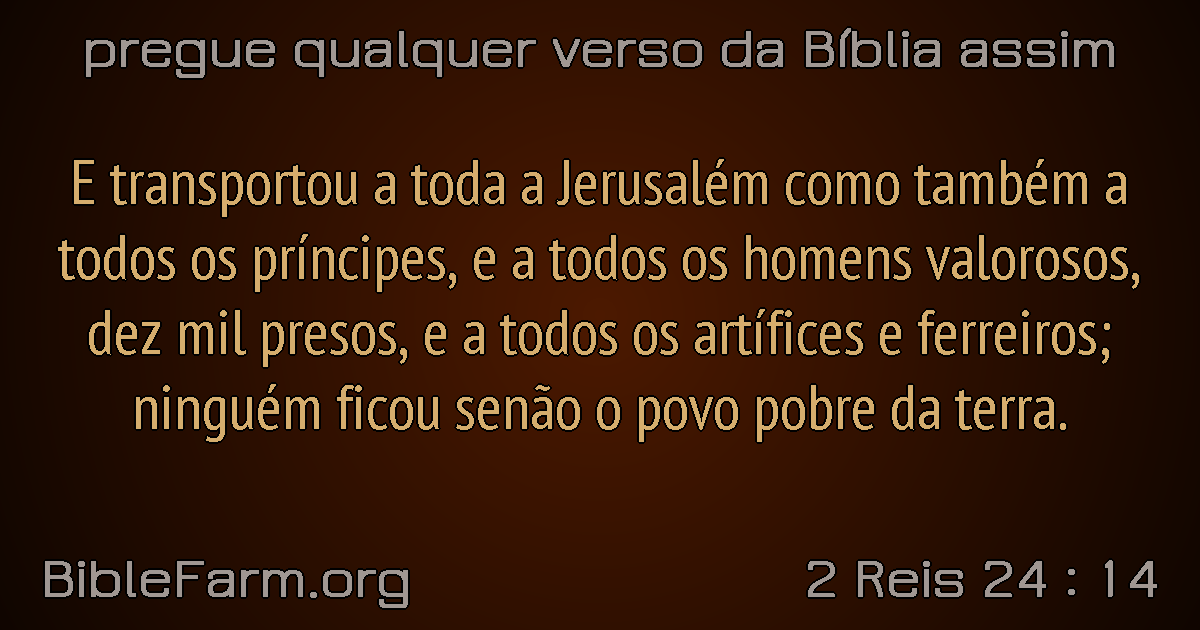 pregue qualquer verso da Bíblia assim
E transportou a toda a Jerusalém como também a
todos os príncipes, e a todos os homens valorosos,
dez mil presos, e a todos os artífices e ferreiros;
ninguém ficou senão o povo pobre da terra.
BibleFarm.org
2 Reis 24 : 14